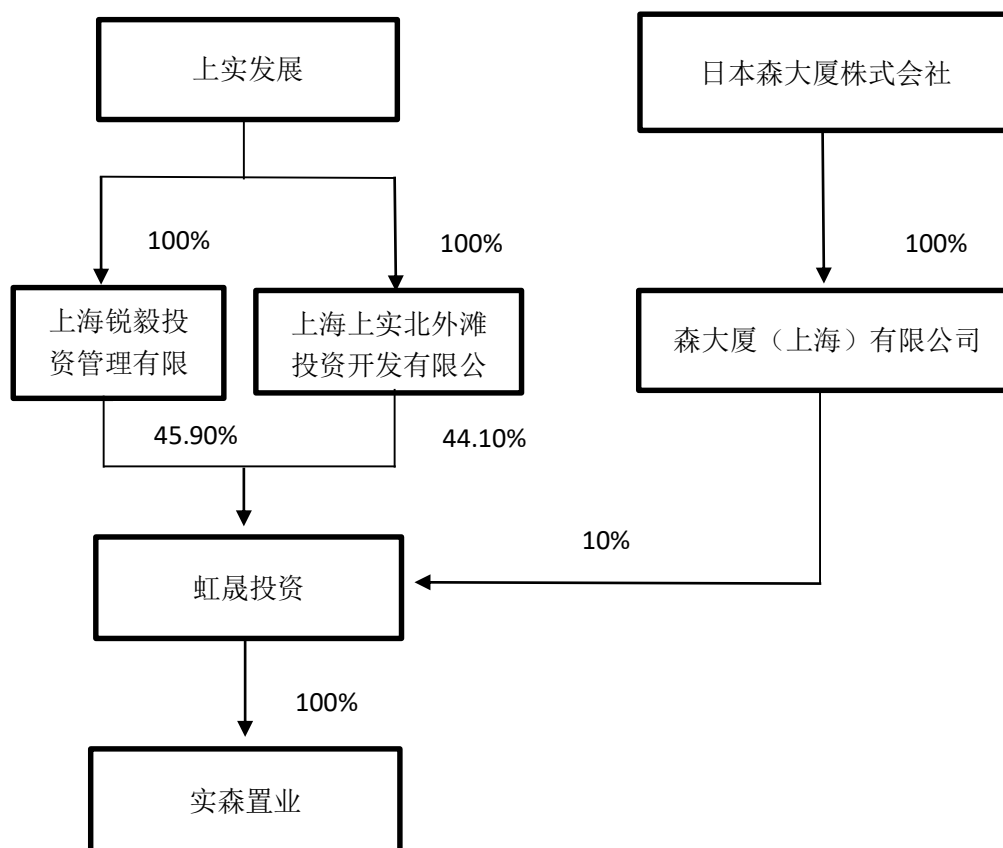 上实发展
日本森大厦株式会社
100%
100%
100%
上海锐毅投
资管理有限
上海上实北外滩
投资开发有限公
森大厦（上海）有限公司
45.90%
44.10%
10%
虹晟投资
100%
实森置业